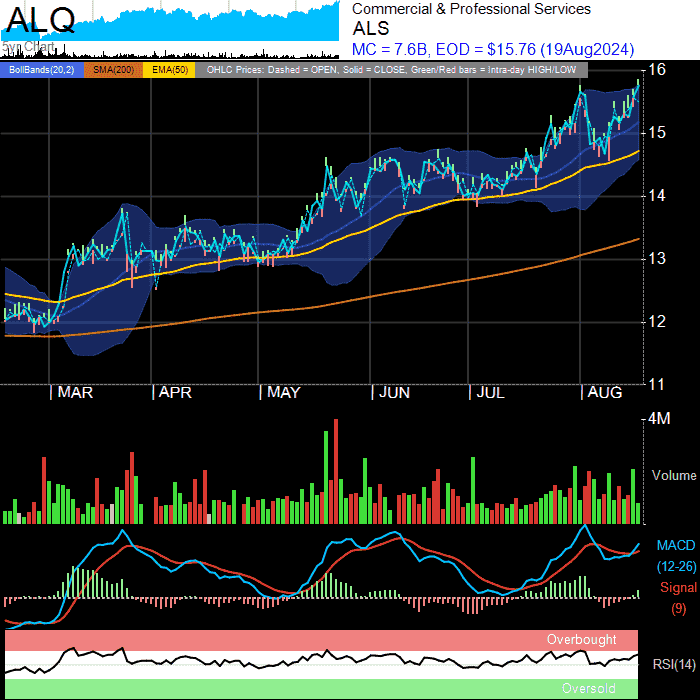 ALQ
5yr Chart
Commercial & Professional Services
ALS
MC = 7.6B, EOD = $15.76 (19Aug2024)
BollBands(20,2) SMA(200) EMA(50) OHLC Prices: Dashed = OPEN, Solid = CLOSE, Green/Red bars = Intra-day HIGH/LOW
16
15
14
13
12
11
MAR APR MAY JUN JUL AUG
4M
Volume
MACD
(12-26)
Signal
(9)
Overbought
RSI(14)
Oversold